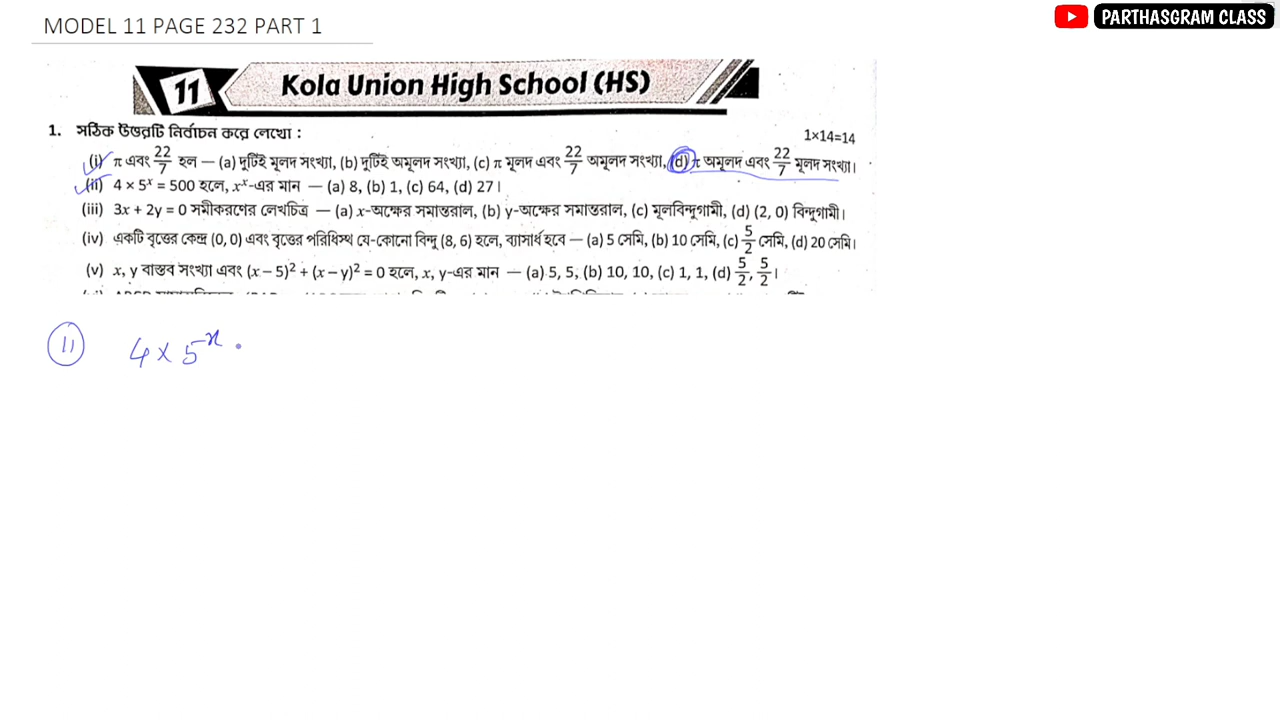 MODEL 11 PAGE 232 PART 1
PARTHASGRAM CLASS
11 Kola Union High School (HS)
1. সঠিক উত্তরটি নির্বাচন করে লেখো : 1×14=14
(i) π এবং 22/7 হল — (a) দুটিই মূলদ সংখ্যা, (b) দুটিই অমূলদ সংখ্যা, (c) π মূলদ এবং 22/7 অমূলদ সংখ্যা, (d) π অমূলদ এবং 22/7 মূলদ সংখ্যা।
(ii) 4 × 5ˣ = 500 হলে, xˣ-এর মান — (a) 8, (b) 1, (c) 64, (d) 27।
(iii) 3x + 2y = 0 সমীকরণের লেখচিত্র — (a) x-অক্ষের সমান্তরাল, (b) y-অক্ষের সমান্তরাল, (c) মূলবিন্দুগামী, (d) (2, 0) বিন্দুগামী।
(iv) একটি বৃত্তের কেন্দ্র (0, 0) এবং বৃত্তের পরিধিস্থ যে-কোনো বিন্দু (8, 6) হলে, ব্যাসার্ধ হবে — (a) 5 সেমি, (b) 10 সেমি, (c) 5/2 সেমি, (d) 20 সেমি।
(v) x, y বাস্তব সংখ্যা এবং (x – 5)² + (x – y)² = 0 হলে, x, y-এর মান — (a) 5, 5, (b) 10, 10, (c) 1, 1, (d) 5/2, 5/2।
11 4 × 5ˣ